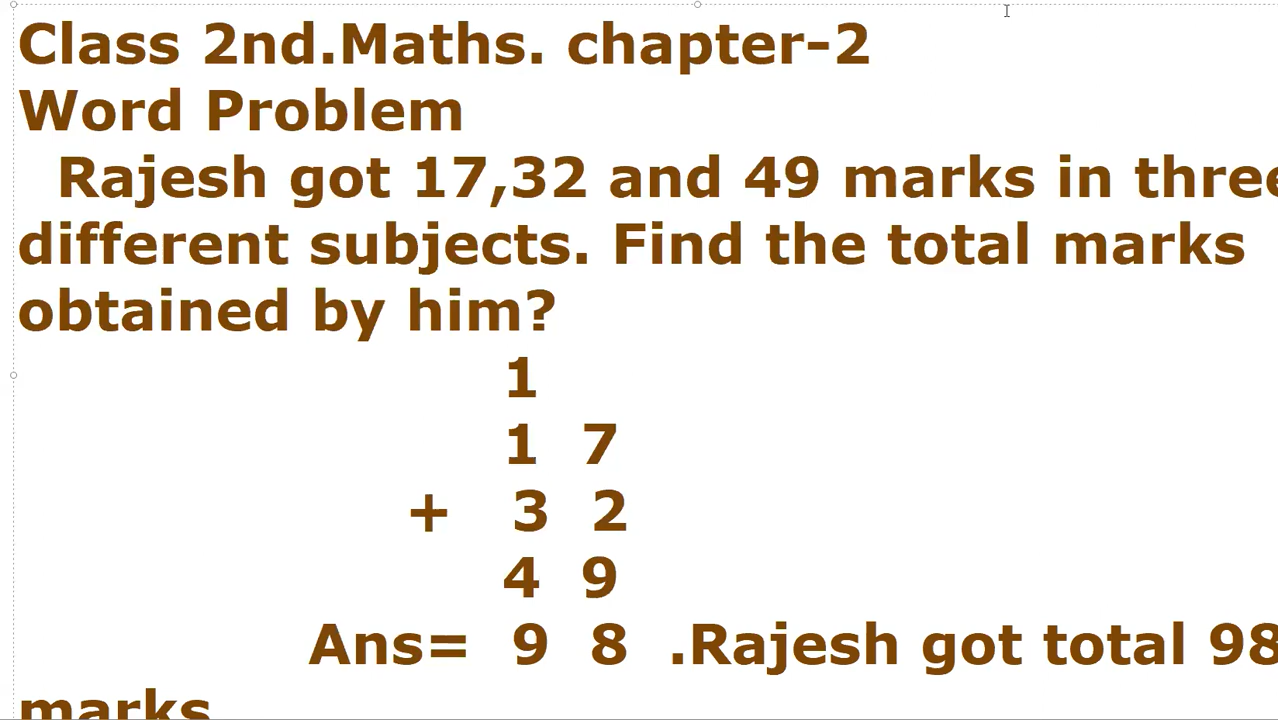 Class 2nd.Maths. chapter-2
Word Problem
Rajesh got 17,32 and 49 marks in three
different subjects. Find the total marks
obtained by him?
1
1 7
+ 3 2
4 9
Ans= 9 8 .Rajesh got total 98
marks